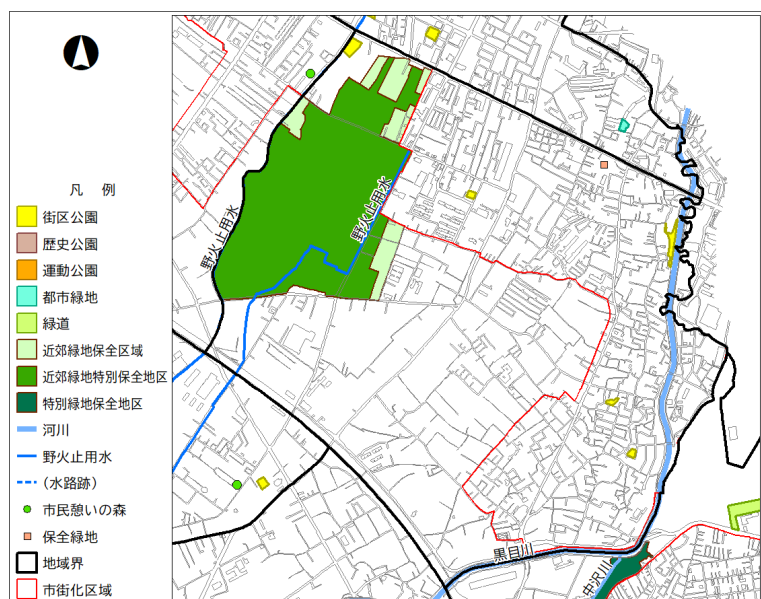 凡 例
街区公園
歴史公園
運動公園
都市緑地
緑道
近郊緑地保全区域
近郊緑地特別保全地区
特別緑地保全地区
河川
野火止用水
(水路跡)
市民憩いの森
保全緑地
地域界
市街化区域
野火止用水
野火止用水
黒目川
中沢川